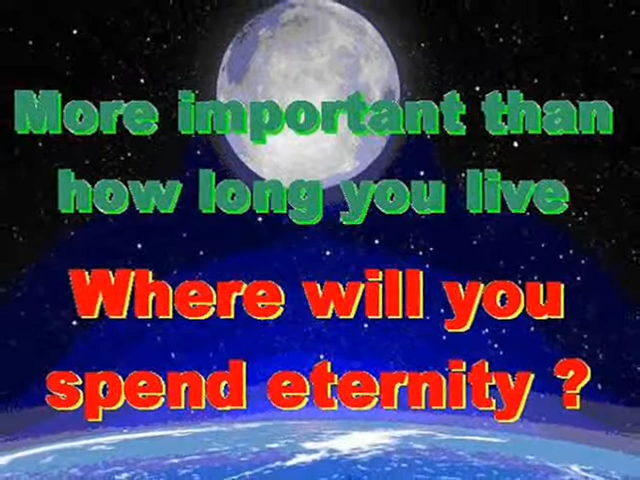 More important than
how long you live
Where will you
spend eternity ?